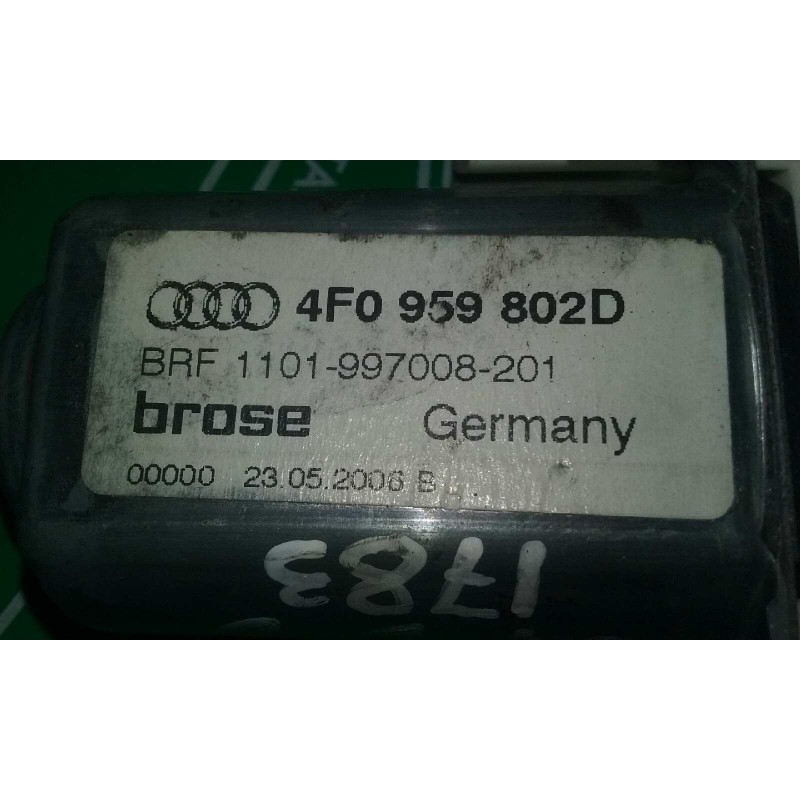 4F0 959 802D
BRF 1101-997008-201
brose Germany
00000 23.05.2006 B
1783